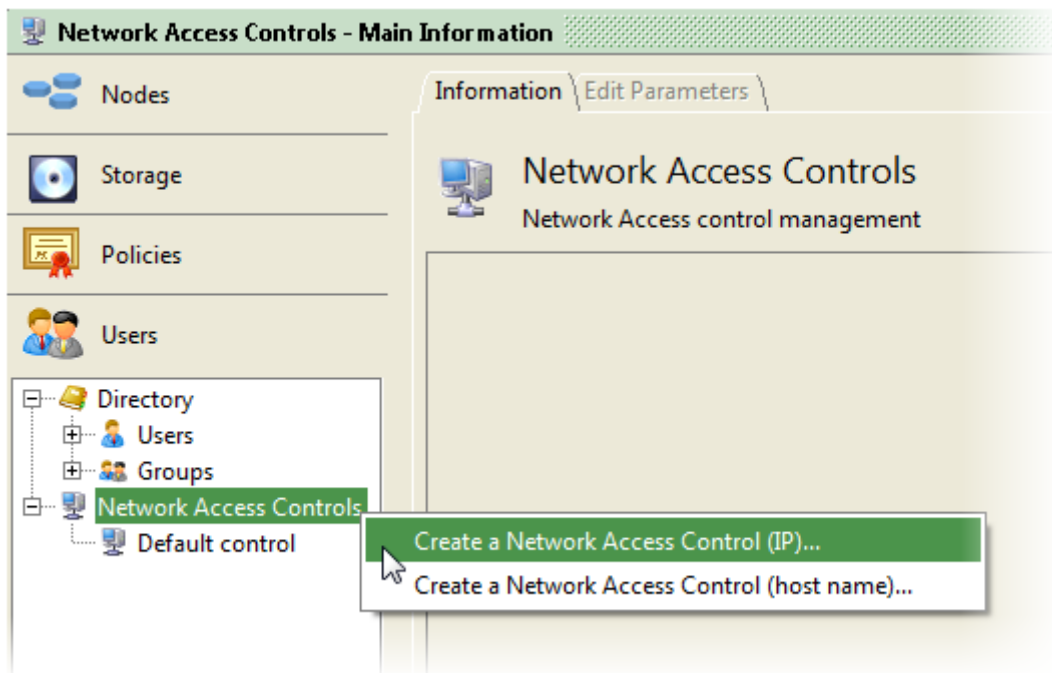 Network Access Controls - Main Information
Nodes
Storage
Policies
Users
Directory
Users
Groups
Network Access Controls
Default control
Information
Edit Parameters
Network Access Controls
Network Access control management
Create a Network Access Control (IP)...
Create a Network Access Control (host name)...